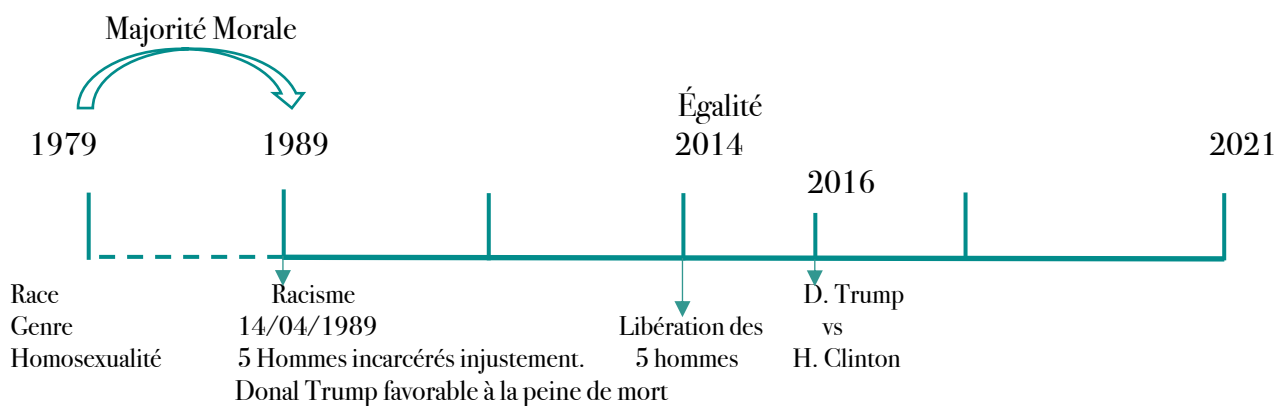 Majorité Morale
Égalité
1979
1989
2014
2021
2016
Race
Genre
Homosexualité
Racisme
14/04/1989
5 Hommes incarcérés injustement.
Donal Trump favorable à la peine de mort
Libération des
5 hommes
D. Trump
vs
H. Clinton